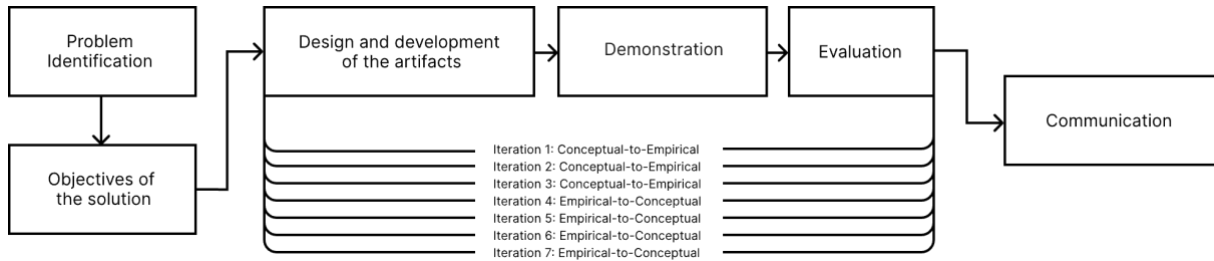 Problem
Identification
Objectives of
the solution
Design and development
of the artifacts
Demonstration
Evaluation
Communication
Iteration 1: Conceptual-to-Empirical
Iteration 2: Conceptual-to-Empirical
Iteration 3: Conceptual-to-Empirical
Iteration 4: Empirical-to-Conceptual
Iteration 5: Empirical-to-Conceptual
Iteration 6: Empirical-to-Conceptual
Iteration 7: Empirical-to-Conceptual